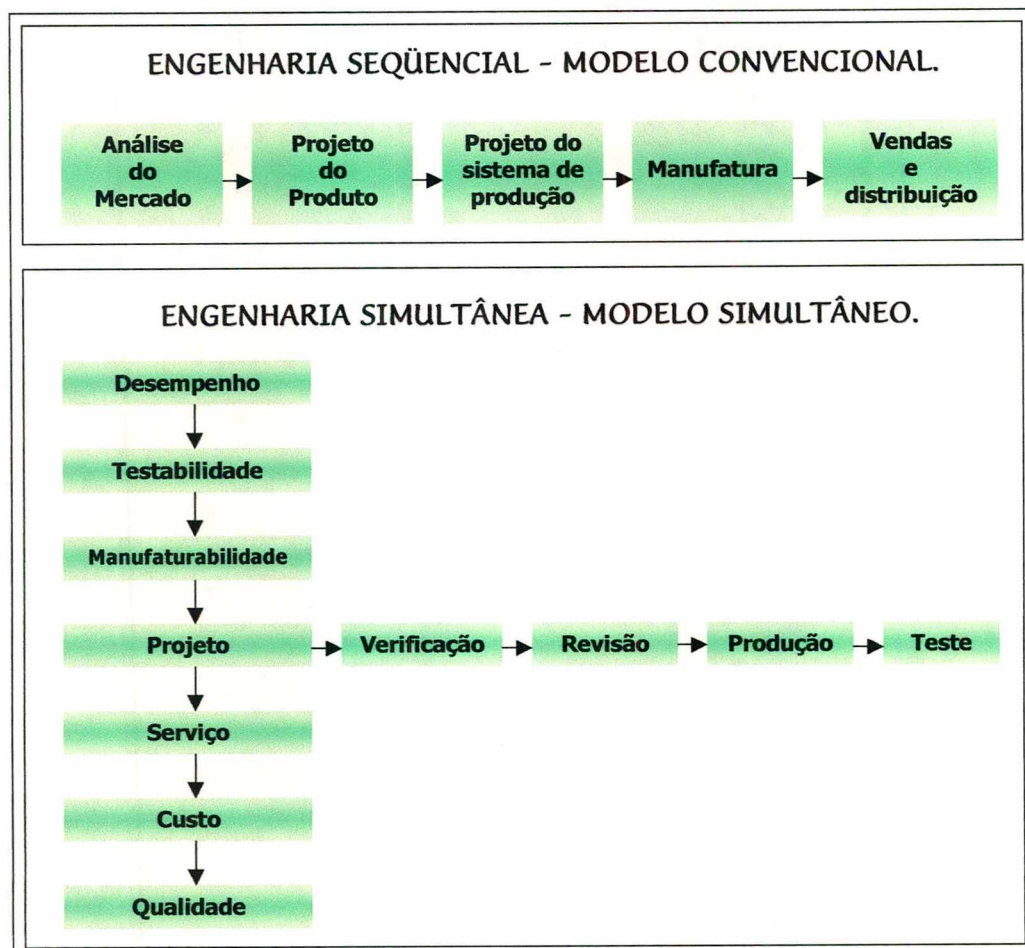 ENGENHARIA SEQÜENCIAL - MODELO CONVENCIONAL.
Análise
do
Mercado
Projeto
do
Produto
Projeto do
sistema de
produção
Manufatura
Vendas
e
distribuição
ENGENHARIA SIMULTÂNEA - MODELO SIMULTÂNEO.
Desempenho
Testabilidade
Manufaturabilidade
Projeto
Verificação
Revisão
Produção
Teste
Serviço
Custo
Qualidade